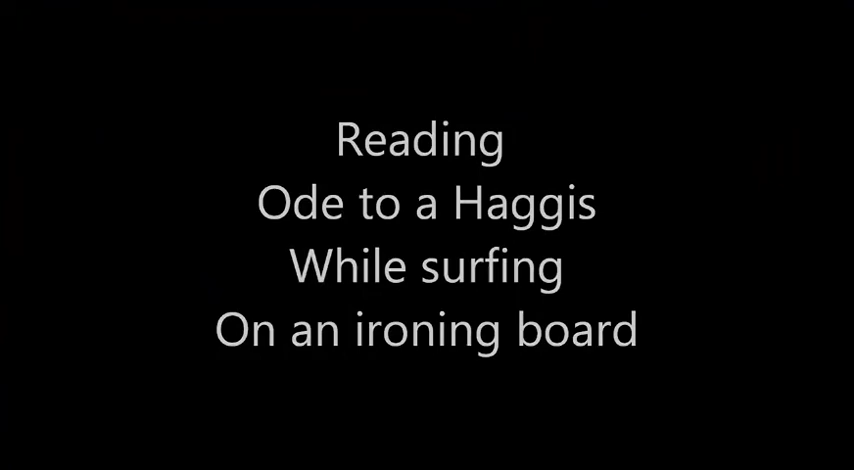 Reading
Ode to a Haggis
While surfing
On an ironing board